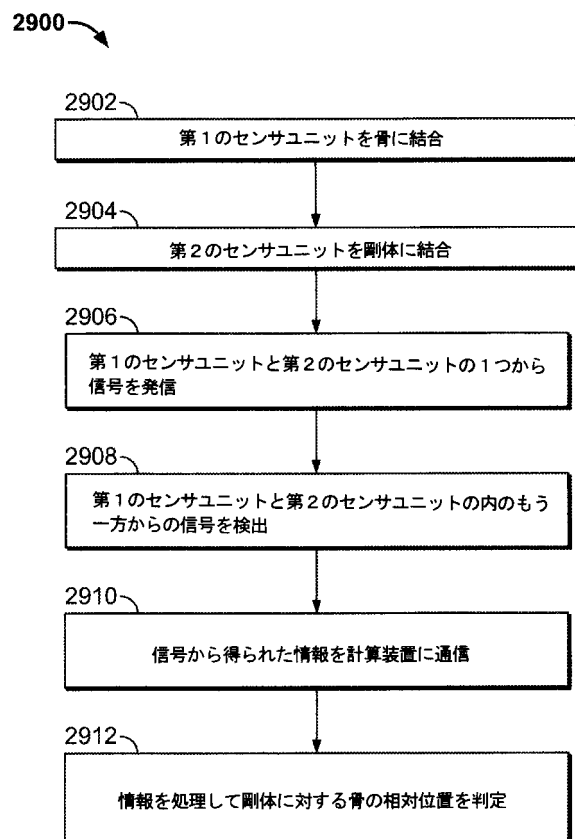 2900
2902
第1のセンサユニットを骨に結合
2904
第2のセンサユニットを剛体に結合
2906
第1のセンサユニットと第2のセンサユニットの1つから
信号を発信
2908
第1のセンサユニットと第2のセンサユニットの内のもう
一方からの信号を検出
2910
信号から得られた情報を計算装置に通信
2912
情報を処理して剛体に対する骨の相対位置を判定